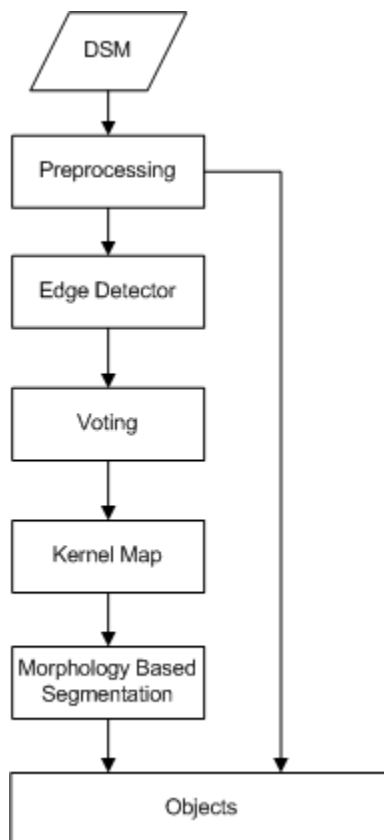 DSM
Preprocessing
Edge Detector
Voting
Kernel Map
Morphology Based
Segmentation
Objects